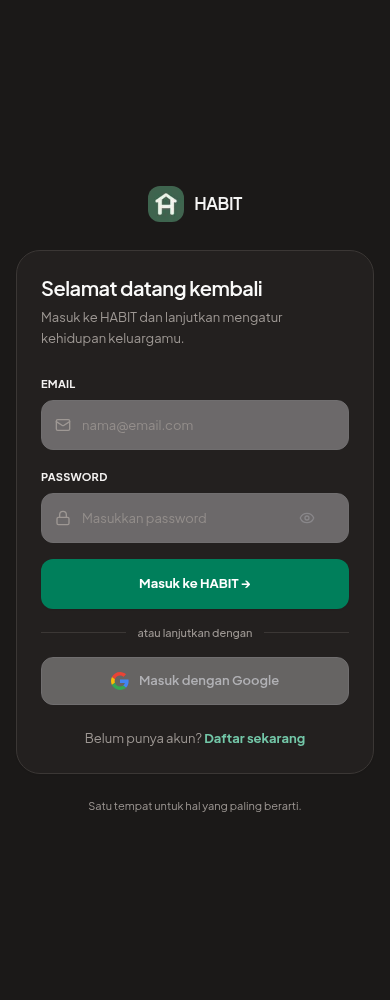 HABIT
Selamat datang kembali
Masuk ke HABIT dan lanjutkan mengatur
kehidupan keluargamu.
EMAIL
nama@email.com
PASSWORD
Masukkan password
Masuk ke HABIT →
atau lanjutkan dengan
Masuk dengan Google
Belum punya akun? Daftar sekarang
Satu tempat untuk hal yang paling berarti.